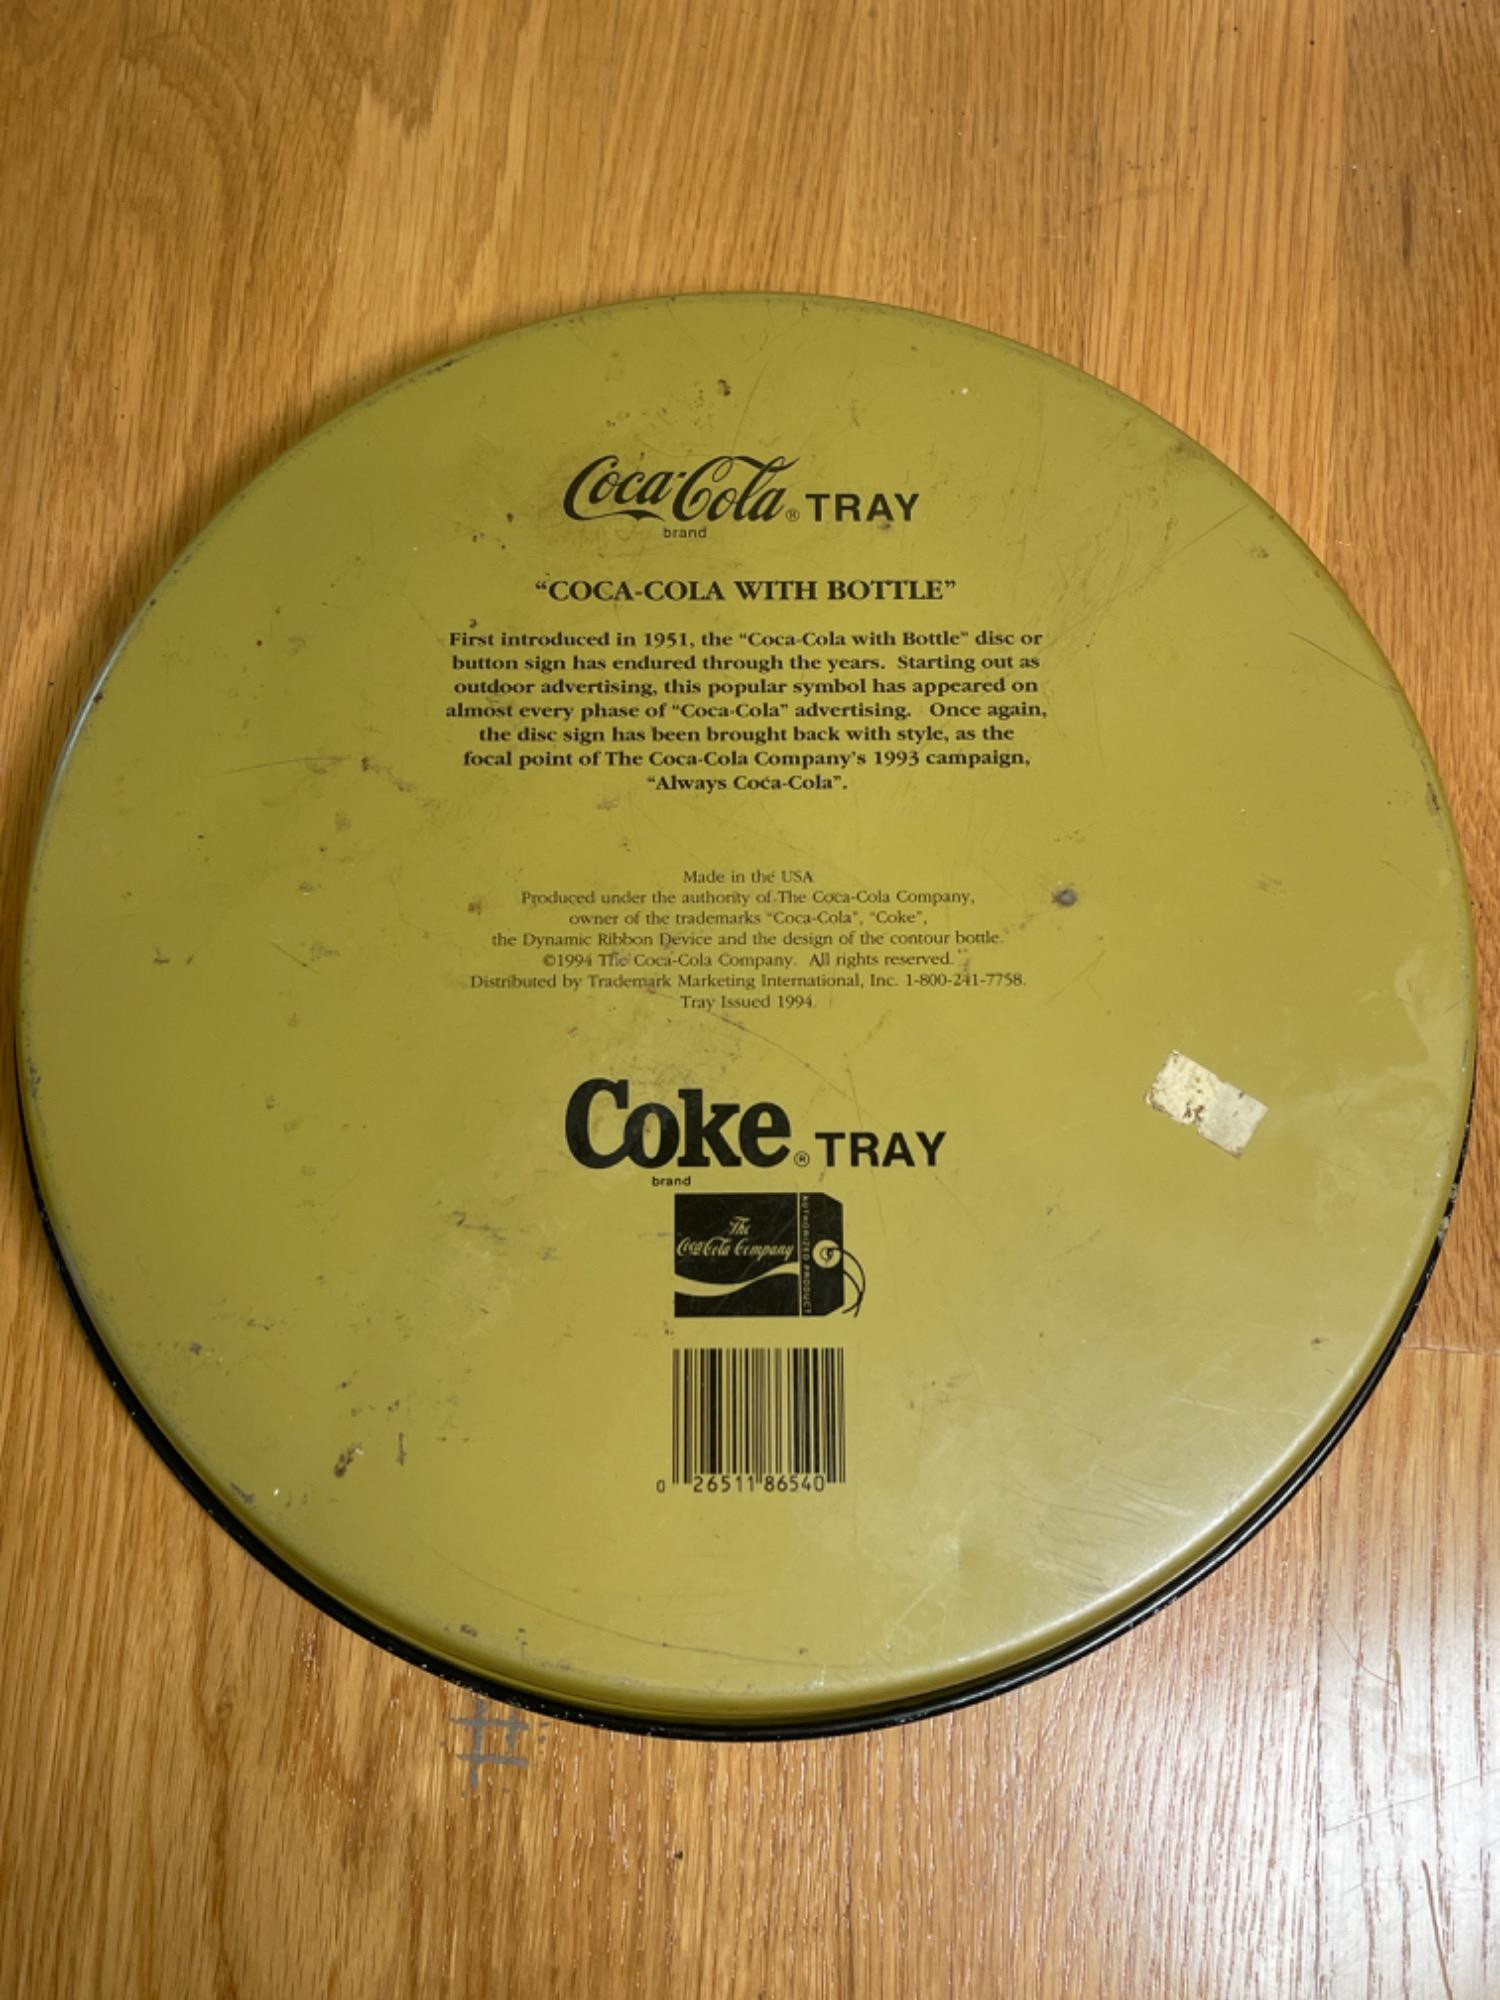 Coca-Cola® TRAY
brand
“COCA-COLA WITH BOTTLE”
First introduced in 1951, the “Coca-Cola with Bottle” disc or
button sign has endured through the years. Starting out as
outdoor advertising, this popular symbol has appeared on
almost every phase of “Coca-Cola” advertising. Once again,
the disc sign has been brought back with style, as the
focal point of The Coca-Cola Company's 1993 campaign,
“Always Coca-Cola”.
Made in the USA
Produced under the authority of The Coca-Cola Company,
owner of the trademarks “Coca-Cola”, “Coke”,
the Dynamic Ribbon Device and the design of the contour bottle.
©1994 The Coca-Cola Company. All rights reserved.
Distributed by Trademark Marketing International, Inc. 1-800-241-7758.
Tray Issued 1994.
Coke® TRAY
brand
The
Coca-Cola Company
AUTHORIZED PRODUCT
0 26511 86540